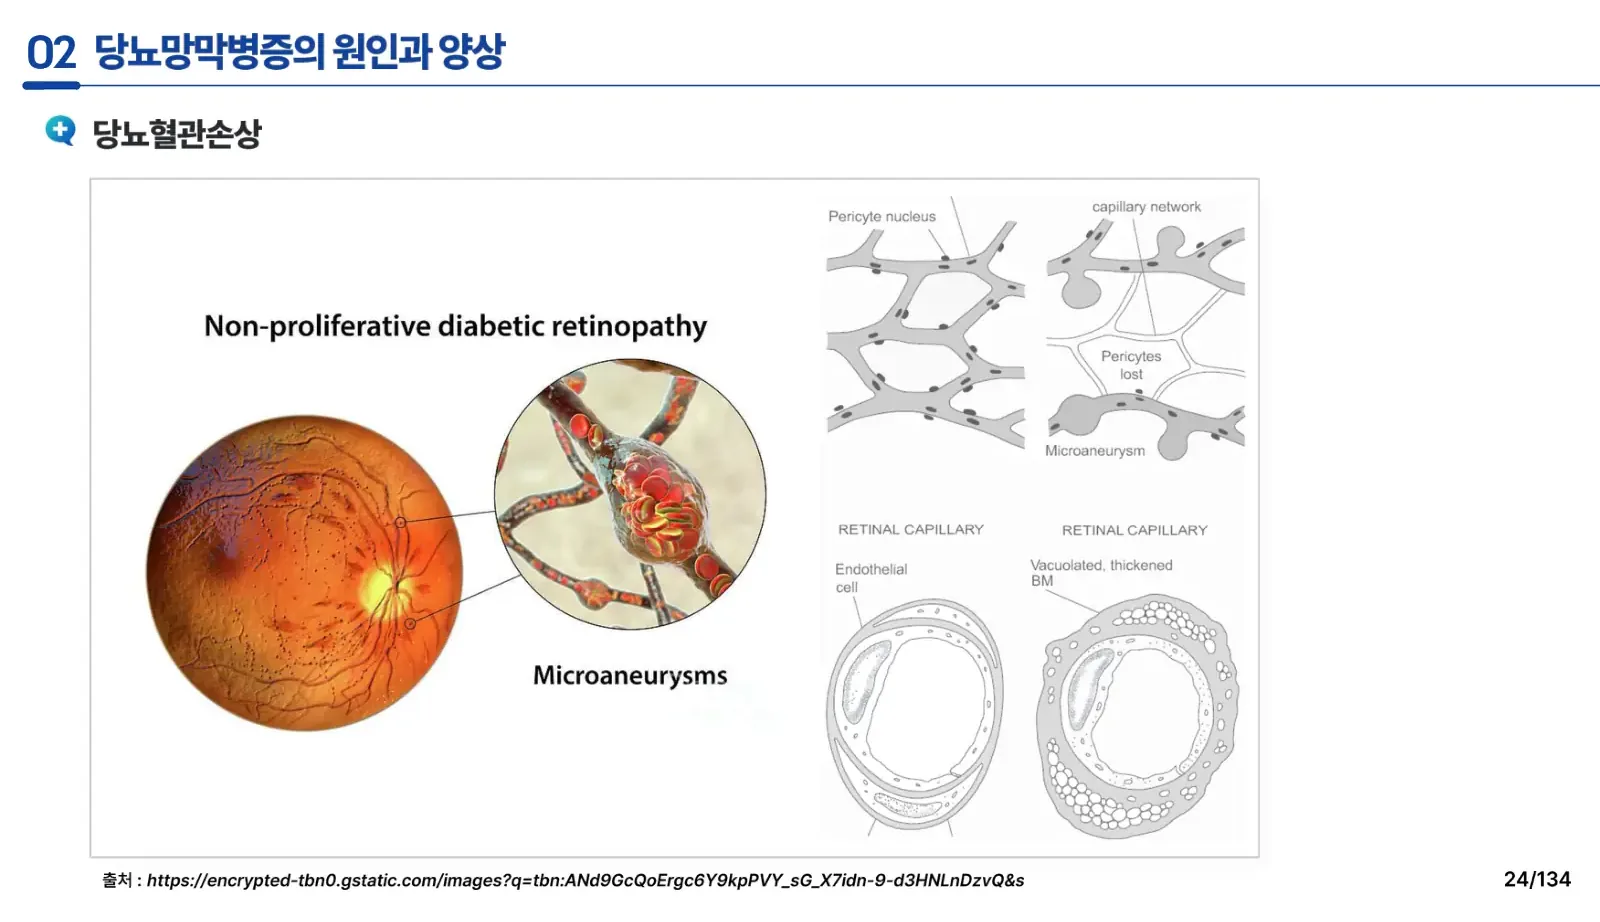 02 당뇨망막병증의 원인과 양상
당뇨혈관손상
Non-proliferative diabetic retinopathy
Microaneurysms
Pericyte nucleus
capillary network
Pericytes
lost
Microaneurysm
RETINAL CAPILLARY
RETINAL CAPILLARY
Endothelial
cell
Vacuolated, thickened
BM
출처 : https://encrypted-tbn0.gstatic.com/images?q=tbn:ANd9GcQoErgc6Y9kpPVY_sG_X7idn-9-d3HNLnDzvQ&s
24/134